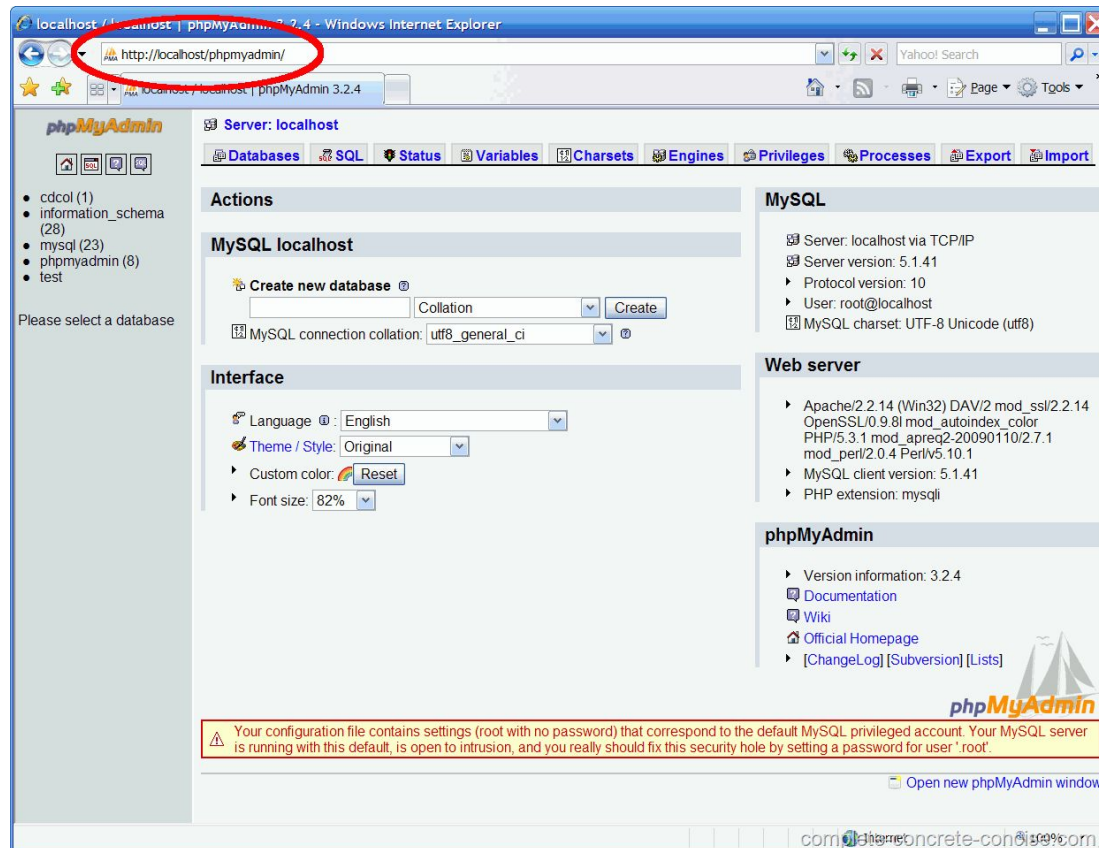 localhost / localhost | phpMyAdmin 3.2.4 - Windows Internet Explorer
http://localhost/phpmyadmin/
Yahoo! Search
localhost / localhost | phpMyAdmin 3.2.4
Page
Tools
phpMyAdmin
SQL
cdcol (1)
information_schema
(28)
mysql (23)
phpmyadmin (8)
test
Please select a database
Server: localhost
Databases SQL Status Variables Charsets Engines Privileges Processes Export Import
Actions
MySQL localhost
Create new database
Collation Create
MySQL connection collation: utf8_general_ci
Interface
Language : English
Theme / Style: Original
Custom color: Reset
Font size: 82%
MySQL
Server: localhost via TCP/IP
Server version: 5.1.41
Protocol version: 10
User: root@localhost
MySQL charset: UTF-8 Unicode (utf8)
Web server
Apache/2.2.14 (Win32) DAV/2 mod_ssl/2.2.14
OpenSSL/0.9.8l mod_autoindex_color
PHP/5.3.1 mod_apreq2-20090110/2.7.1
mod_perl/2.0.4 Perl/v5.10.1
MySQL client version: 5.1.41
PHP extension: mysqli
phpMyAdmin
Version information: 3.2.4
Documentation
Wiki
Official Homepage
[ChangeLog] [Subversion] [Lists]
phpMyAdmin
Your configuration file contains settings (root with no password) that correspond to the default MySQL privileged account. Your MySQL server
is running with this default, is open to intrusion, and you really should fix this security hole by setting a password for user '.root'.
Open new phpMyAdmin window
Internet 100%
complete-concrete-concise.com